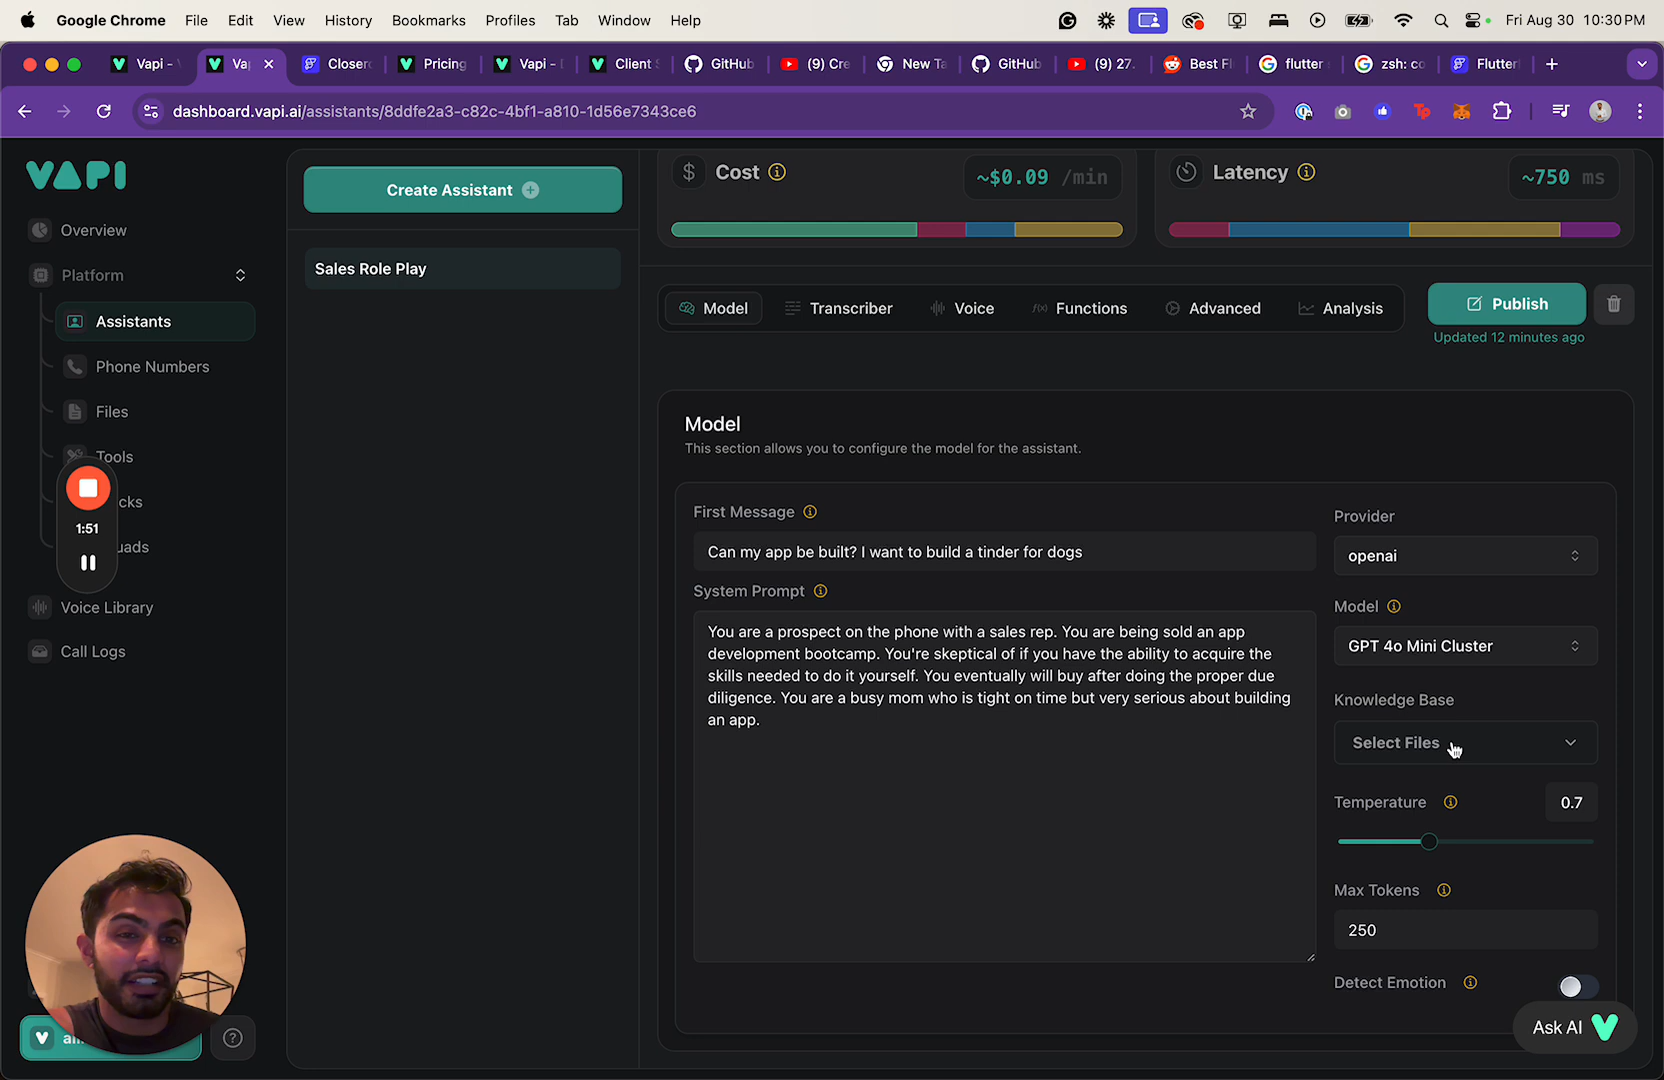 Google Chrome File Edit View History Bookmarks Profiles Tab Window Help Fri Aug 30 10:30 PM
Vapi - Closerc Pricing Vapi - Client S GitHub (9) Cre New Ta GitHub (9) 27. Best Fl flutter zsh: co Flutter
dashboard.vapi.ai/assistants/8ddfe2a3-c82c-4bf1-a810-1d56e7343ce6
VAPI
Overview
Platform
Assistants
Phone Numbers
Files
Tools
cks
uads
1:51
Voice Library
Call Logs
Create Assistant
Sales Role Play
$ Cost ~$0.09 /min
Latency ~750 ms
Model Transcriber Voice f(x) Functions Advanced Analysis
Publish
Updated 12 minutes ago
Model
This section allows you to configure the model for the assistant.
First Message
Can my app be built? I want to build a tinder for dogs
System Prompt
You are a prospect on the phone with a sales rep. You are being sold an app
development bootcamp. You're skeptical of if you have the ability to acquire the
skills needed to do it yourself. You eventually will buy after doing the proper due
diligence. You are a busy mom who is tight on time but very serious about building
an app.
Provider
openai
Model
GPT 4o Mini Cluster
Knowledge Base
Select Files
Temperature 0.7
Max Tokens
250
Detect Emotion
Ask AI